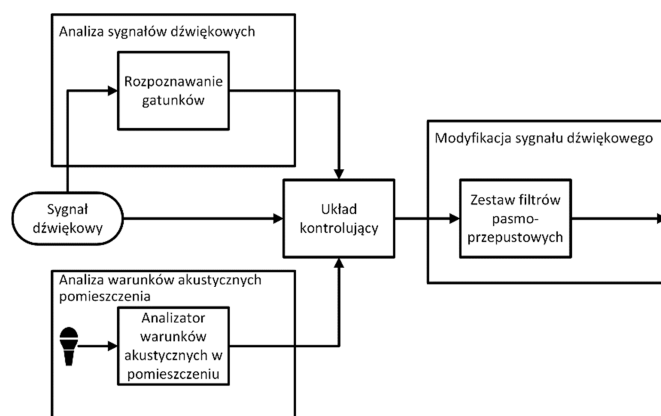 Analiza sygnałów dźwiękowych
Rozpoznawanie
gatunków
Modyfikacja sygnału dźwiękowego
Sygnał
dźwiękowy
Układ
kontrolujący
Zestaw filtrów
pasmo-
przepustowych
Analiza warunków akustycznych
pomieszczenia
Analizator
warunków
akustycznych w
pomieszczeniu